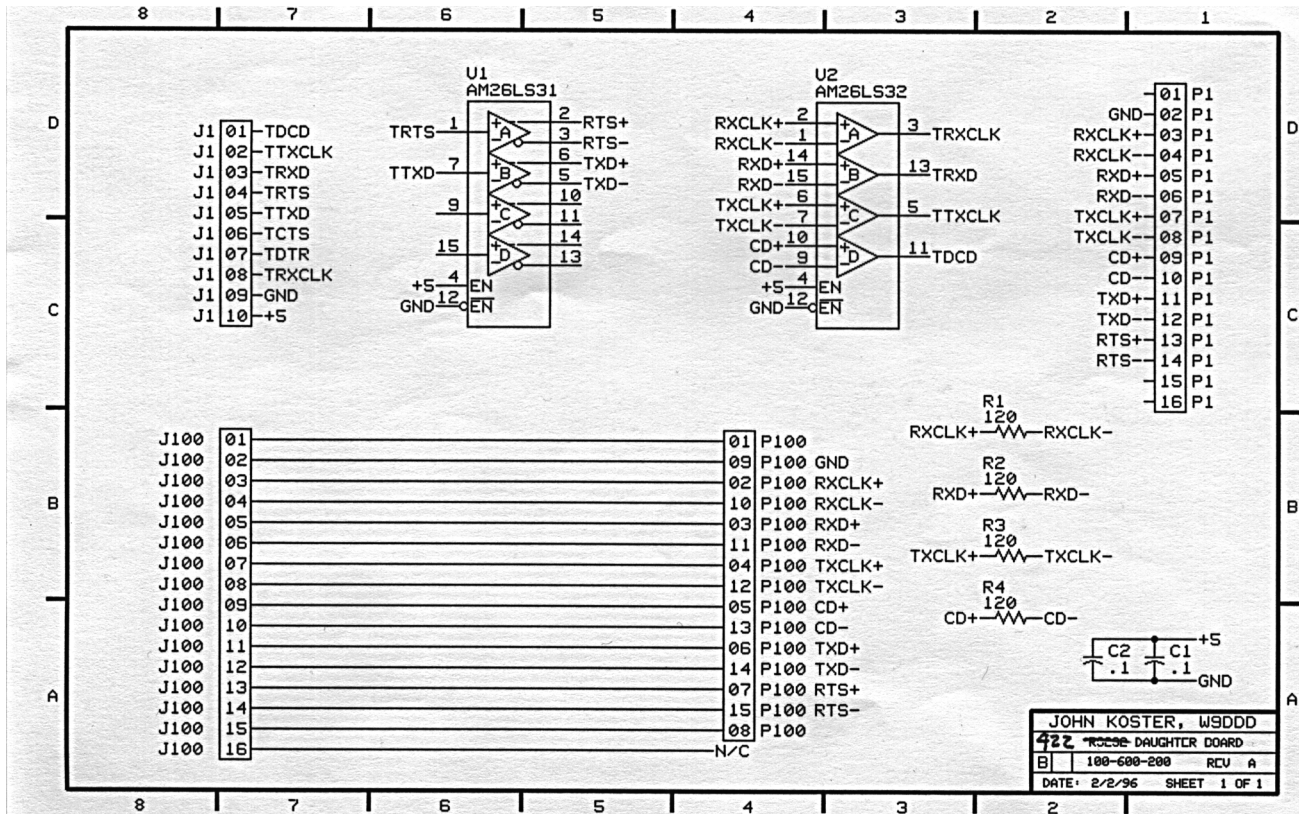 8 7 6 5 4 3 2 1
D
C
B
A
D
C
B
A
J1 01 TDCD
J1 02 TTXCLK
J1 03 TRXD
J1 04 TRTS
J1 05 TTXD
J1 06 TCTS
J1 07 TDTR
J1 08 TRXCLK
J1 09 GND
J1 10 +5
U1
AM26LS31
TRTS 1 + - A 2 RTS+
3 RTS-
TTXD 7 + - B 6 TXD+
5 TXD-
9 + - C 10
11
15 + - D 14
13
+5 4 EN
GND 12 EN
U2
AM26LS32
RXCLK+ 2 + A 3 TRXCLK
RXCLK- 1 -
RXD+ 14 + B 13 TRXD
RXD- 15 -
TXCLK+ 6 + C 5 TTXCLK
TXCLK- 7 -
CD+ 10 + D 11 TDCD
CD- 9 -
+5 4 EN
GND 12 EN
01 P1
GND 02 P1
RXCLK+ 03 P1
RXCLK- 04 P1
RXD+ 05 P1
RXD- 06 P1
TXCLK+ 07 P1
TXCLK- 08 P1
CD+ 09 P1
CD- 10 P1
TXD+ 11 P1
TXD- 12 P1
RTS+ 13 P1
RTS- 14 P1
15 P1
16 P1
J100 01 01 P100
J100 02 09 P100 GND
J100 03 02 P100 RXCLK+
J100 04 10 P100 RXCLK-
J100 05 03 P100 RXD+
J100 06 11 P100 RXD-
J100 07 04 P100 TXCLK+
J100 08 12 P100 TXCLK-
J100 09 05 P100 CD+
J100 10 13 P100 CD-
J100 11 06 P100 TXD+
J100 12 14 P100 TXD-
J100 13 07 P100 RTS+
J100 14 15 P100 RTS-
J100 15 08 P100
J100 16 N/C
R1
120
RXCLK+ RXCLK-
R2
120
RXD+ RXD-
R3
120
TXCLK+ TXCLK-
R4
120
CD+ CD-
+5
C2 C1
.1 .1
GND
JOHN KOSTER, W9DDD
422 DAUGHTER BOARD
B 100-600-200 REV A
DATE: 2/2/96 SHEET 1 OF 1
8 7 6 5 4 3 2